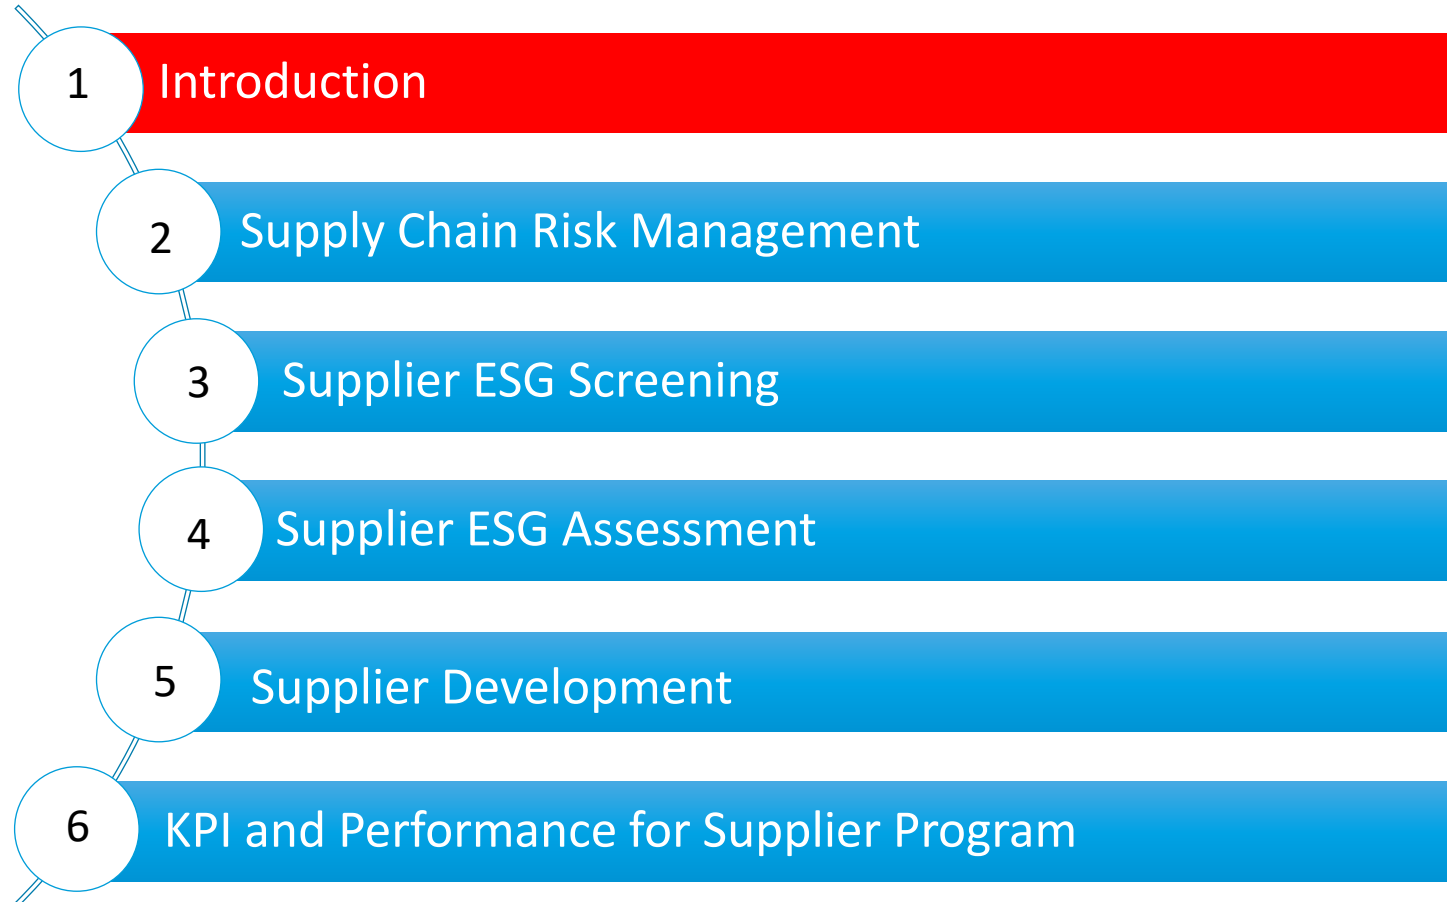 1 Introduction
2 Supply Chain Risk Management
3 Supplier ESG Screening
4 Supplier ESG Assessment
5 Supplier Development
6 KPI and Performance for Supplier Program